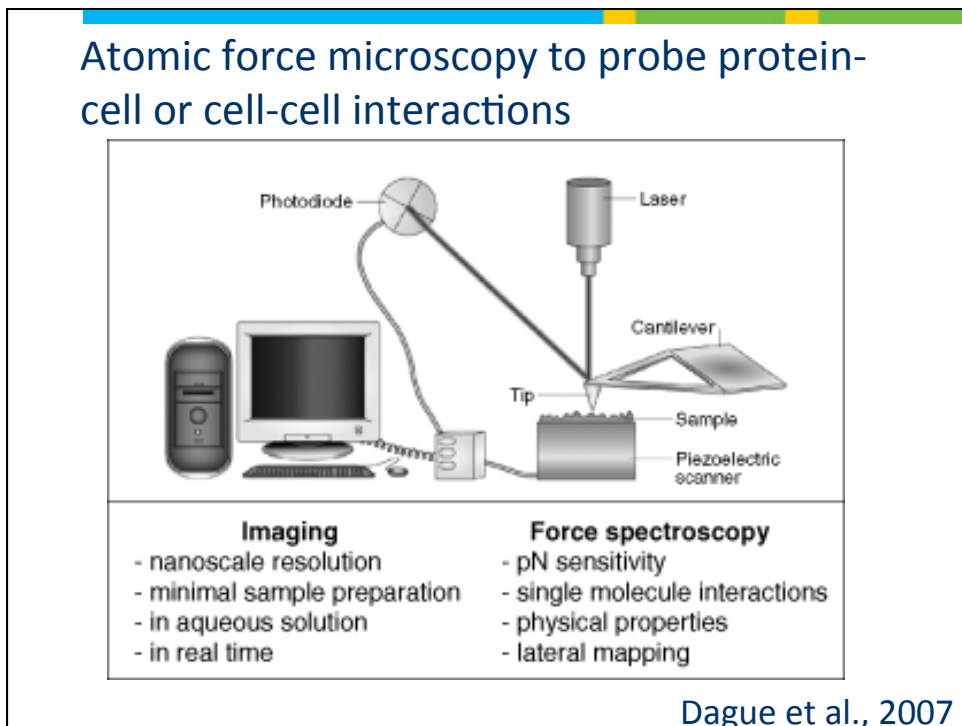 Atomic force microscopy to probe protein-
cell or cell-cell interactions
Photodiode
Laser
Cantilever
Tip
Sample
Piezoelectric
scanner
Imaging
- nanoscale resolution
- minimal sample preparation
- in aqueous solution
- in real time
Force spectroscopy
- pN sensitivity
- single molecule interactions
- physical properties
- lateral mapping
Dague et al., 2007